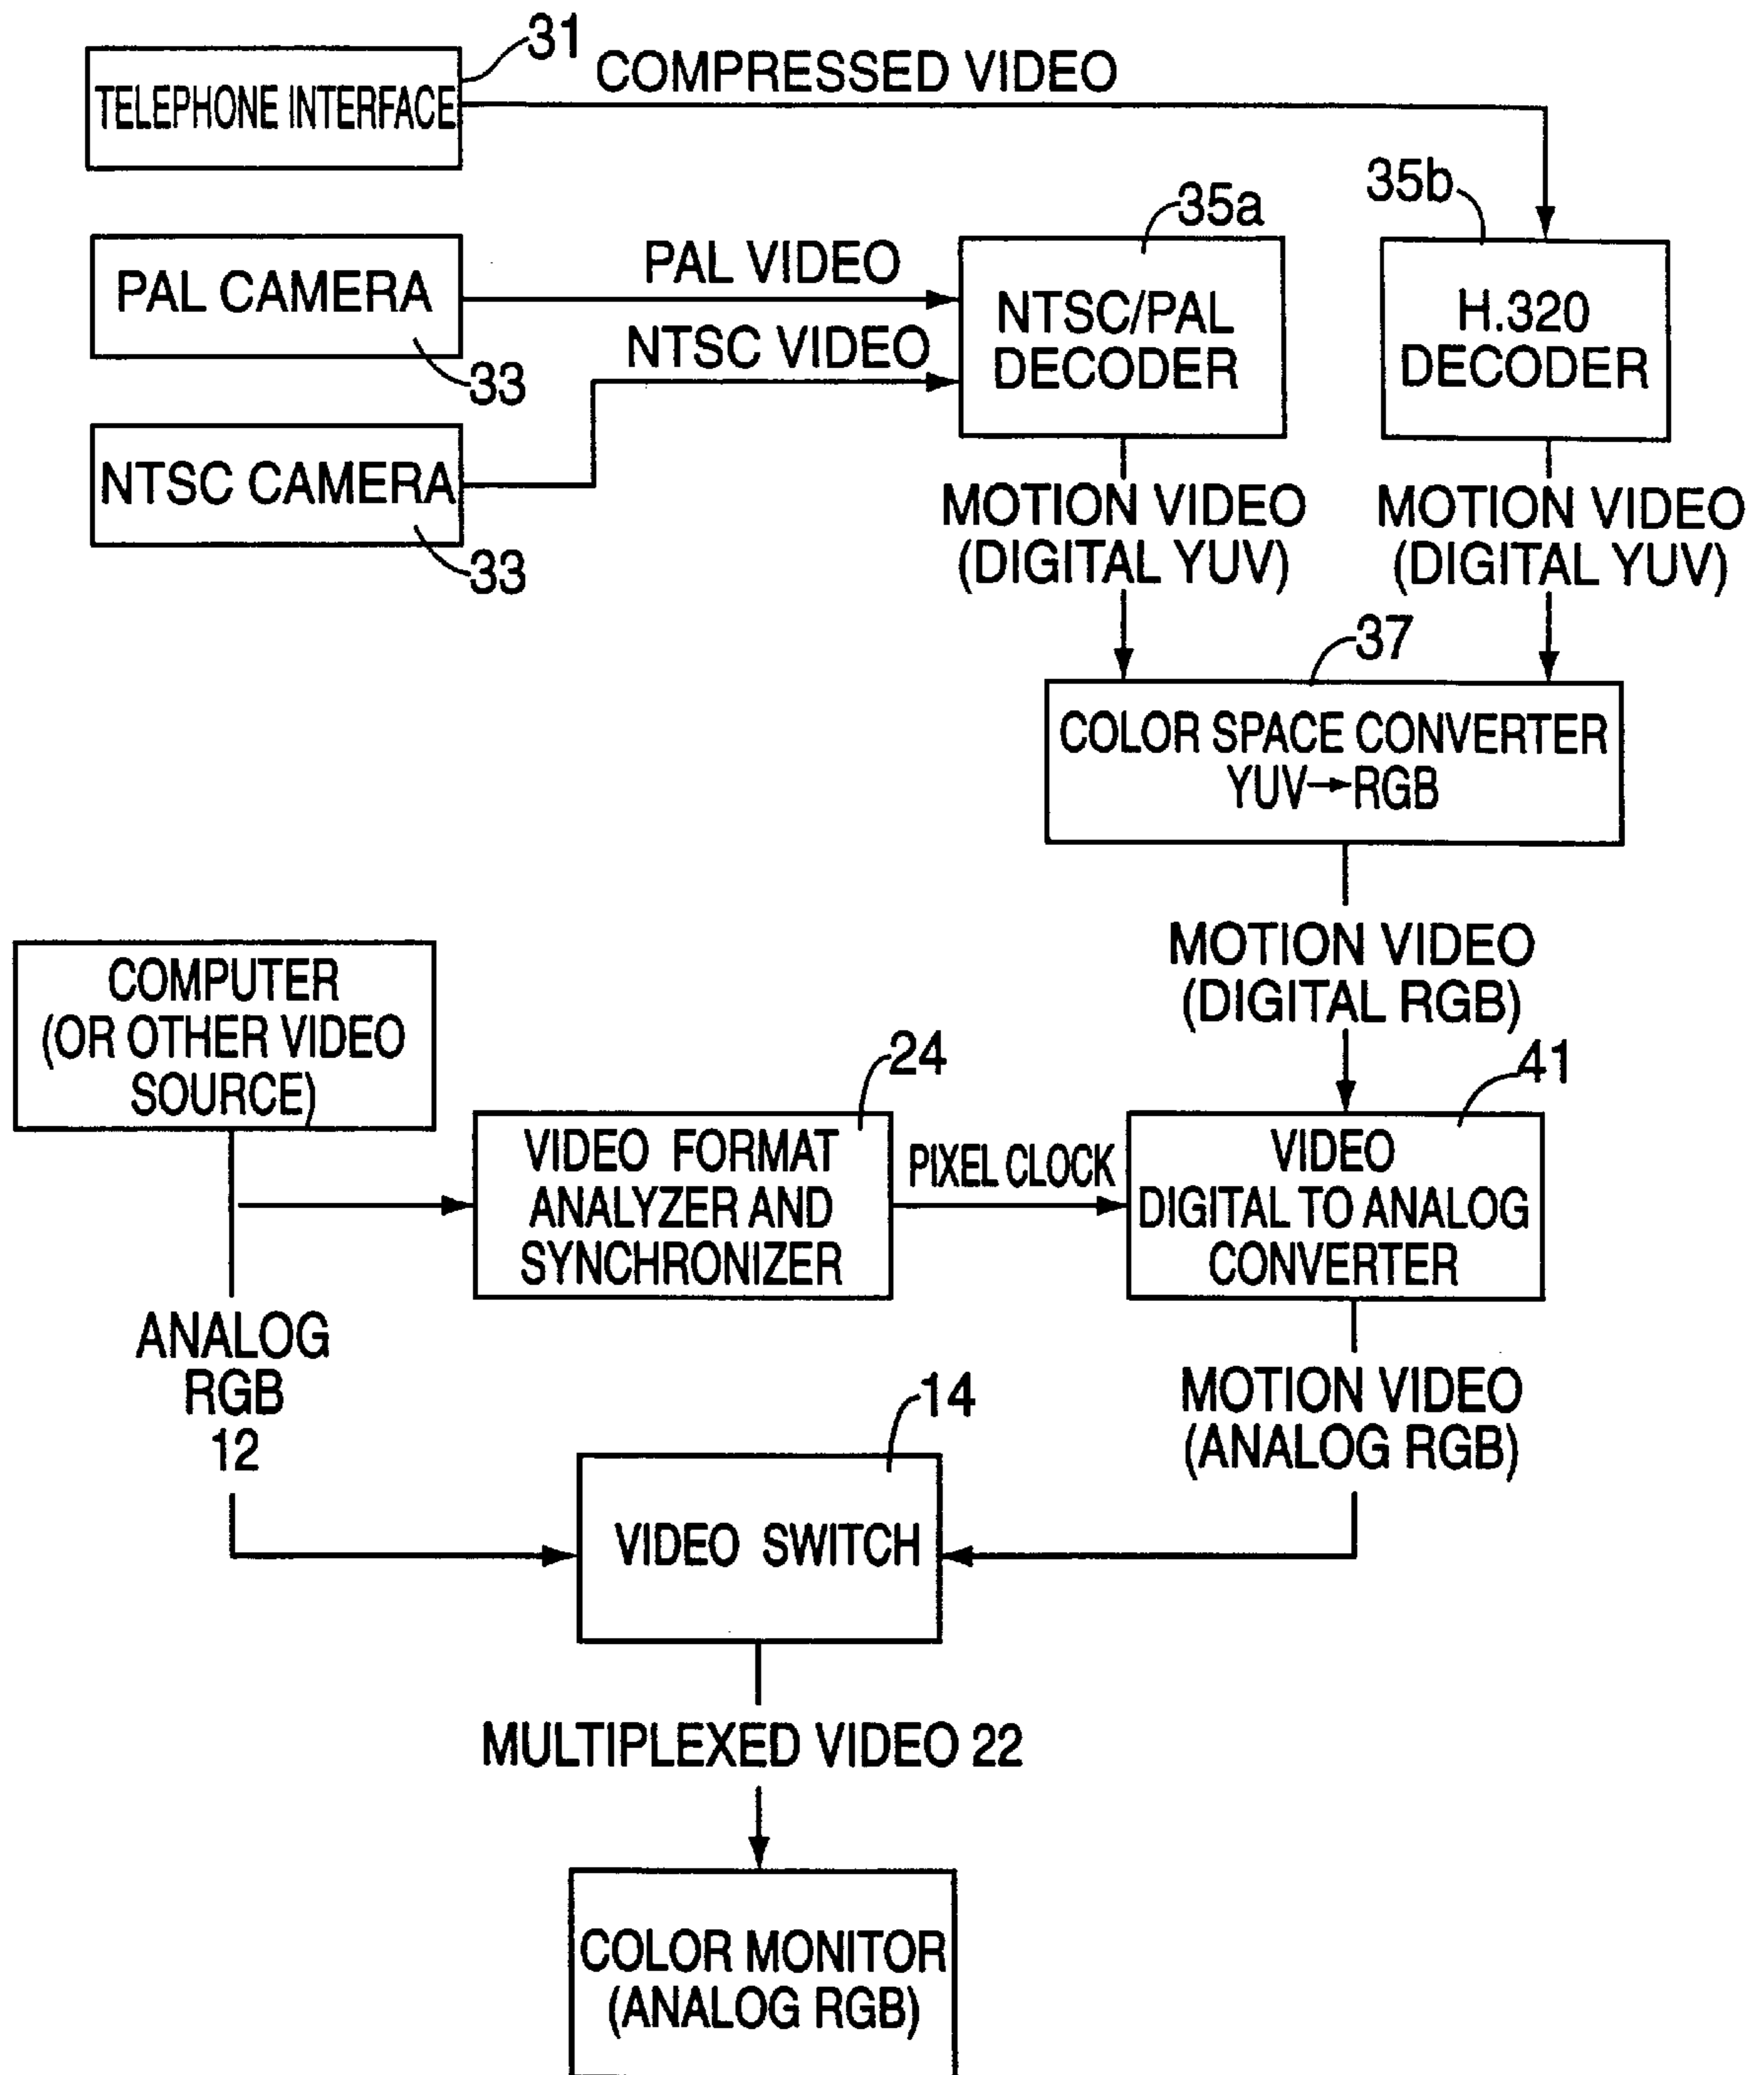 31
COMPRESSED VIDEO
TELEPHONE INTERFACE
35b
35a
PAL CAMERA
33
PAL VIDEO
NTSC VIDEO
NTSC/PAL
DECODER
H.320
DECODER
NTSC CAMERA
33
MOTION VIDEO
(DIGITAL YUV)
MOTION VIDEO
(DIGITAL YUV)
37
COLOR SPACE CONVERTER
YUV→RGB
MOTION VIDEO
(DIGITAL RGB)
COMPUTER
(OR OTHER VIDEO
SOURCE)
24
VIDEO FORMAT
ANALYZER AND
SYNCHRONIZER
PIXEL CLOCK
41
VIDEO
DIGITAL TO ANALOG
CONVERTER
ANALOG
RGB
12
MOTION VIDEO
(ANALOG RGB)
14
VIDEO SWITCH
MULTIPLEXED VIDEO 22
COLOR MONITOR
(ANALOG RGB)